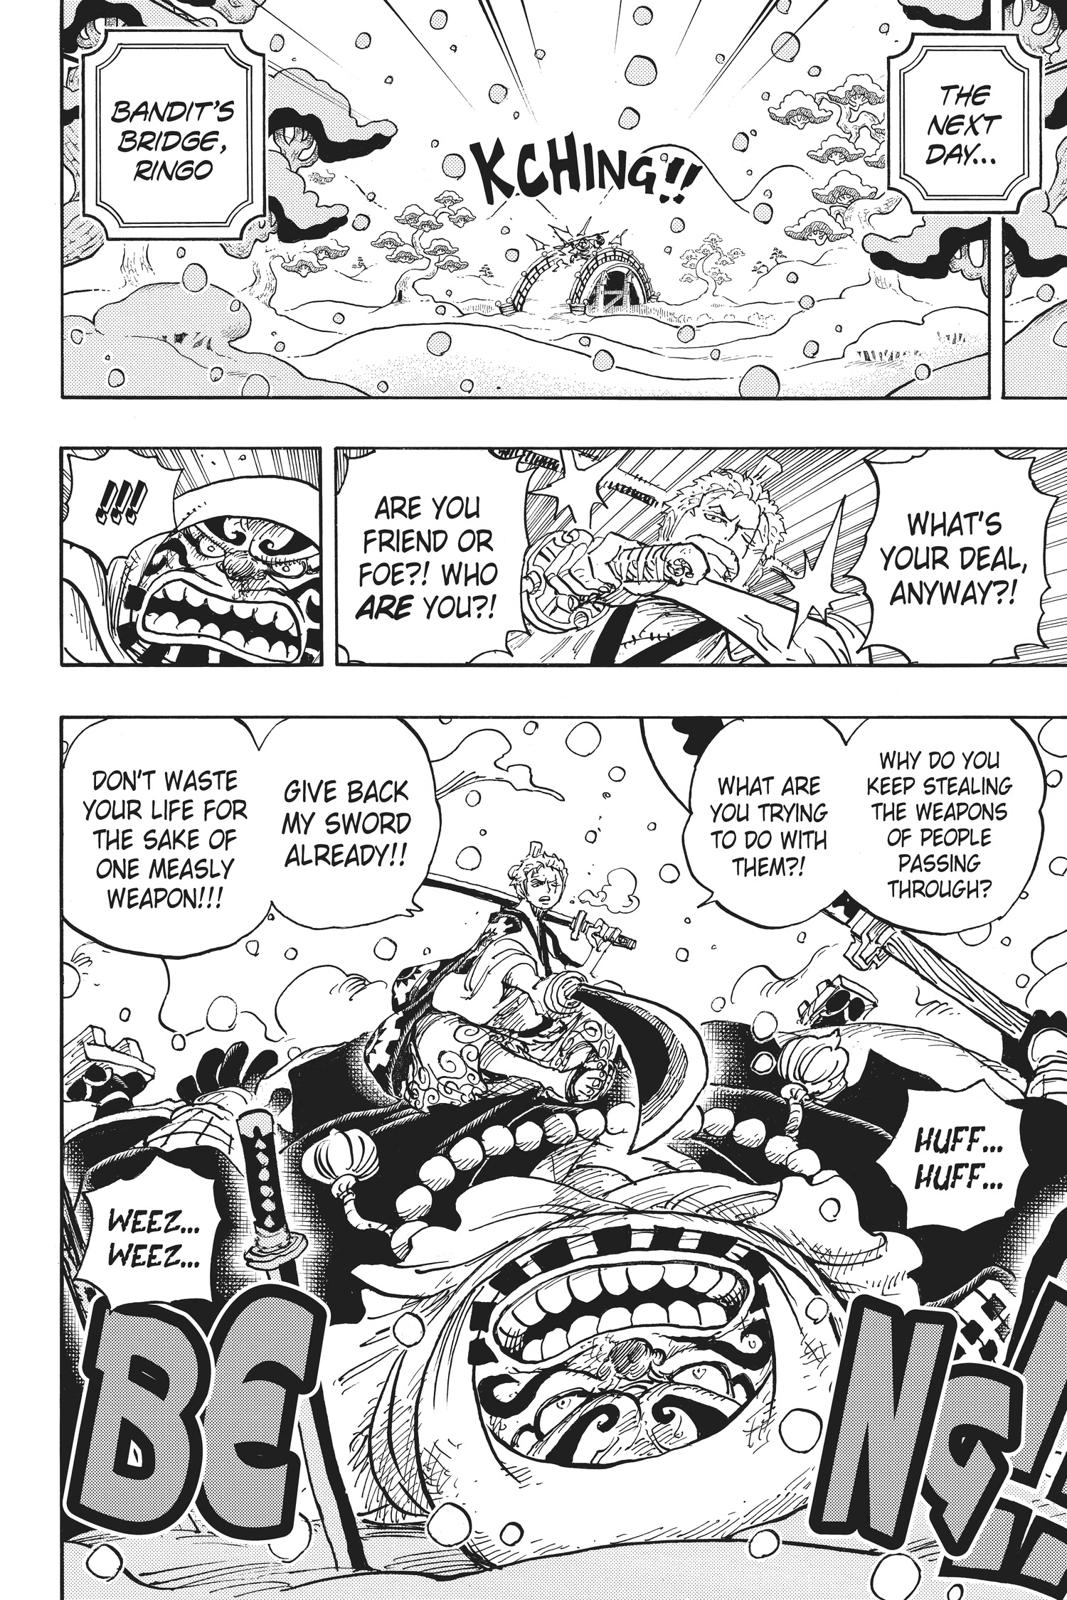 THE
NEXT
DAY...
BANDIT'S
BRIDGE,
RINGO
KCHING!!
WHAT'S
YOUR DEAL,
ANYWAY?!
ARE YOU
FRIEND OR
FOE?! WHO
ARE YOU?!
!!!!
WHY DO YOU
KEEP STEALING
THE WEAPONS
OF PEOPLE
PASSING
THROUGH?
WHAT ARE
YOU TRYING
TO DO WITH
THEM?!
GIVE BACK
MY SWORD
ALREADY!!
DON'T WASTE
YOUR LIFE FOR
THE SAKE OF
ONE MEASLY
WEAPON!!!
HUFF...
HUFF...
WEEZ...
WEEZ...
BG
NG!!